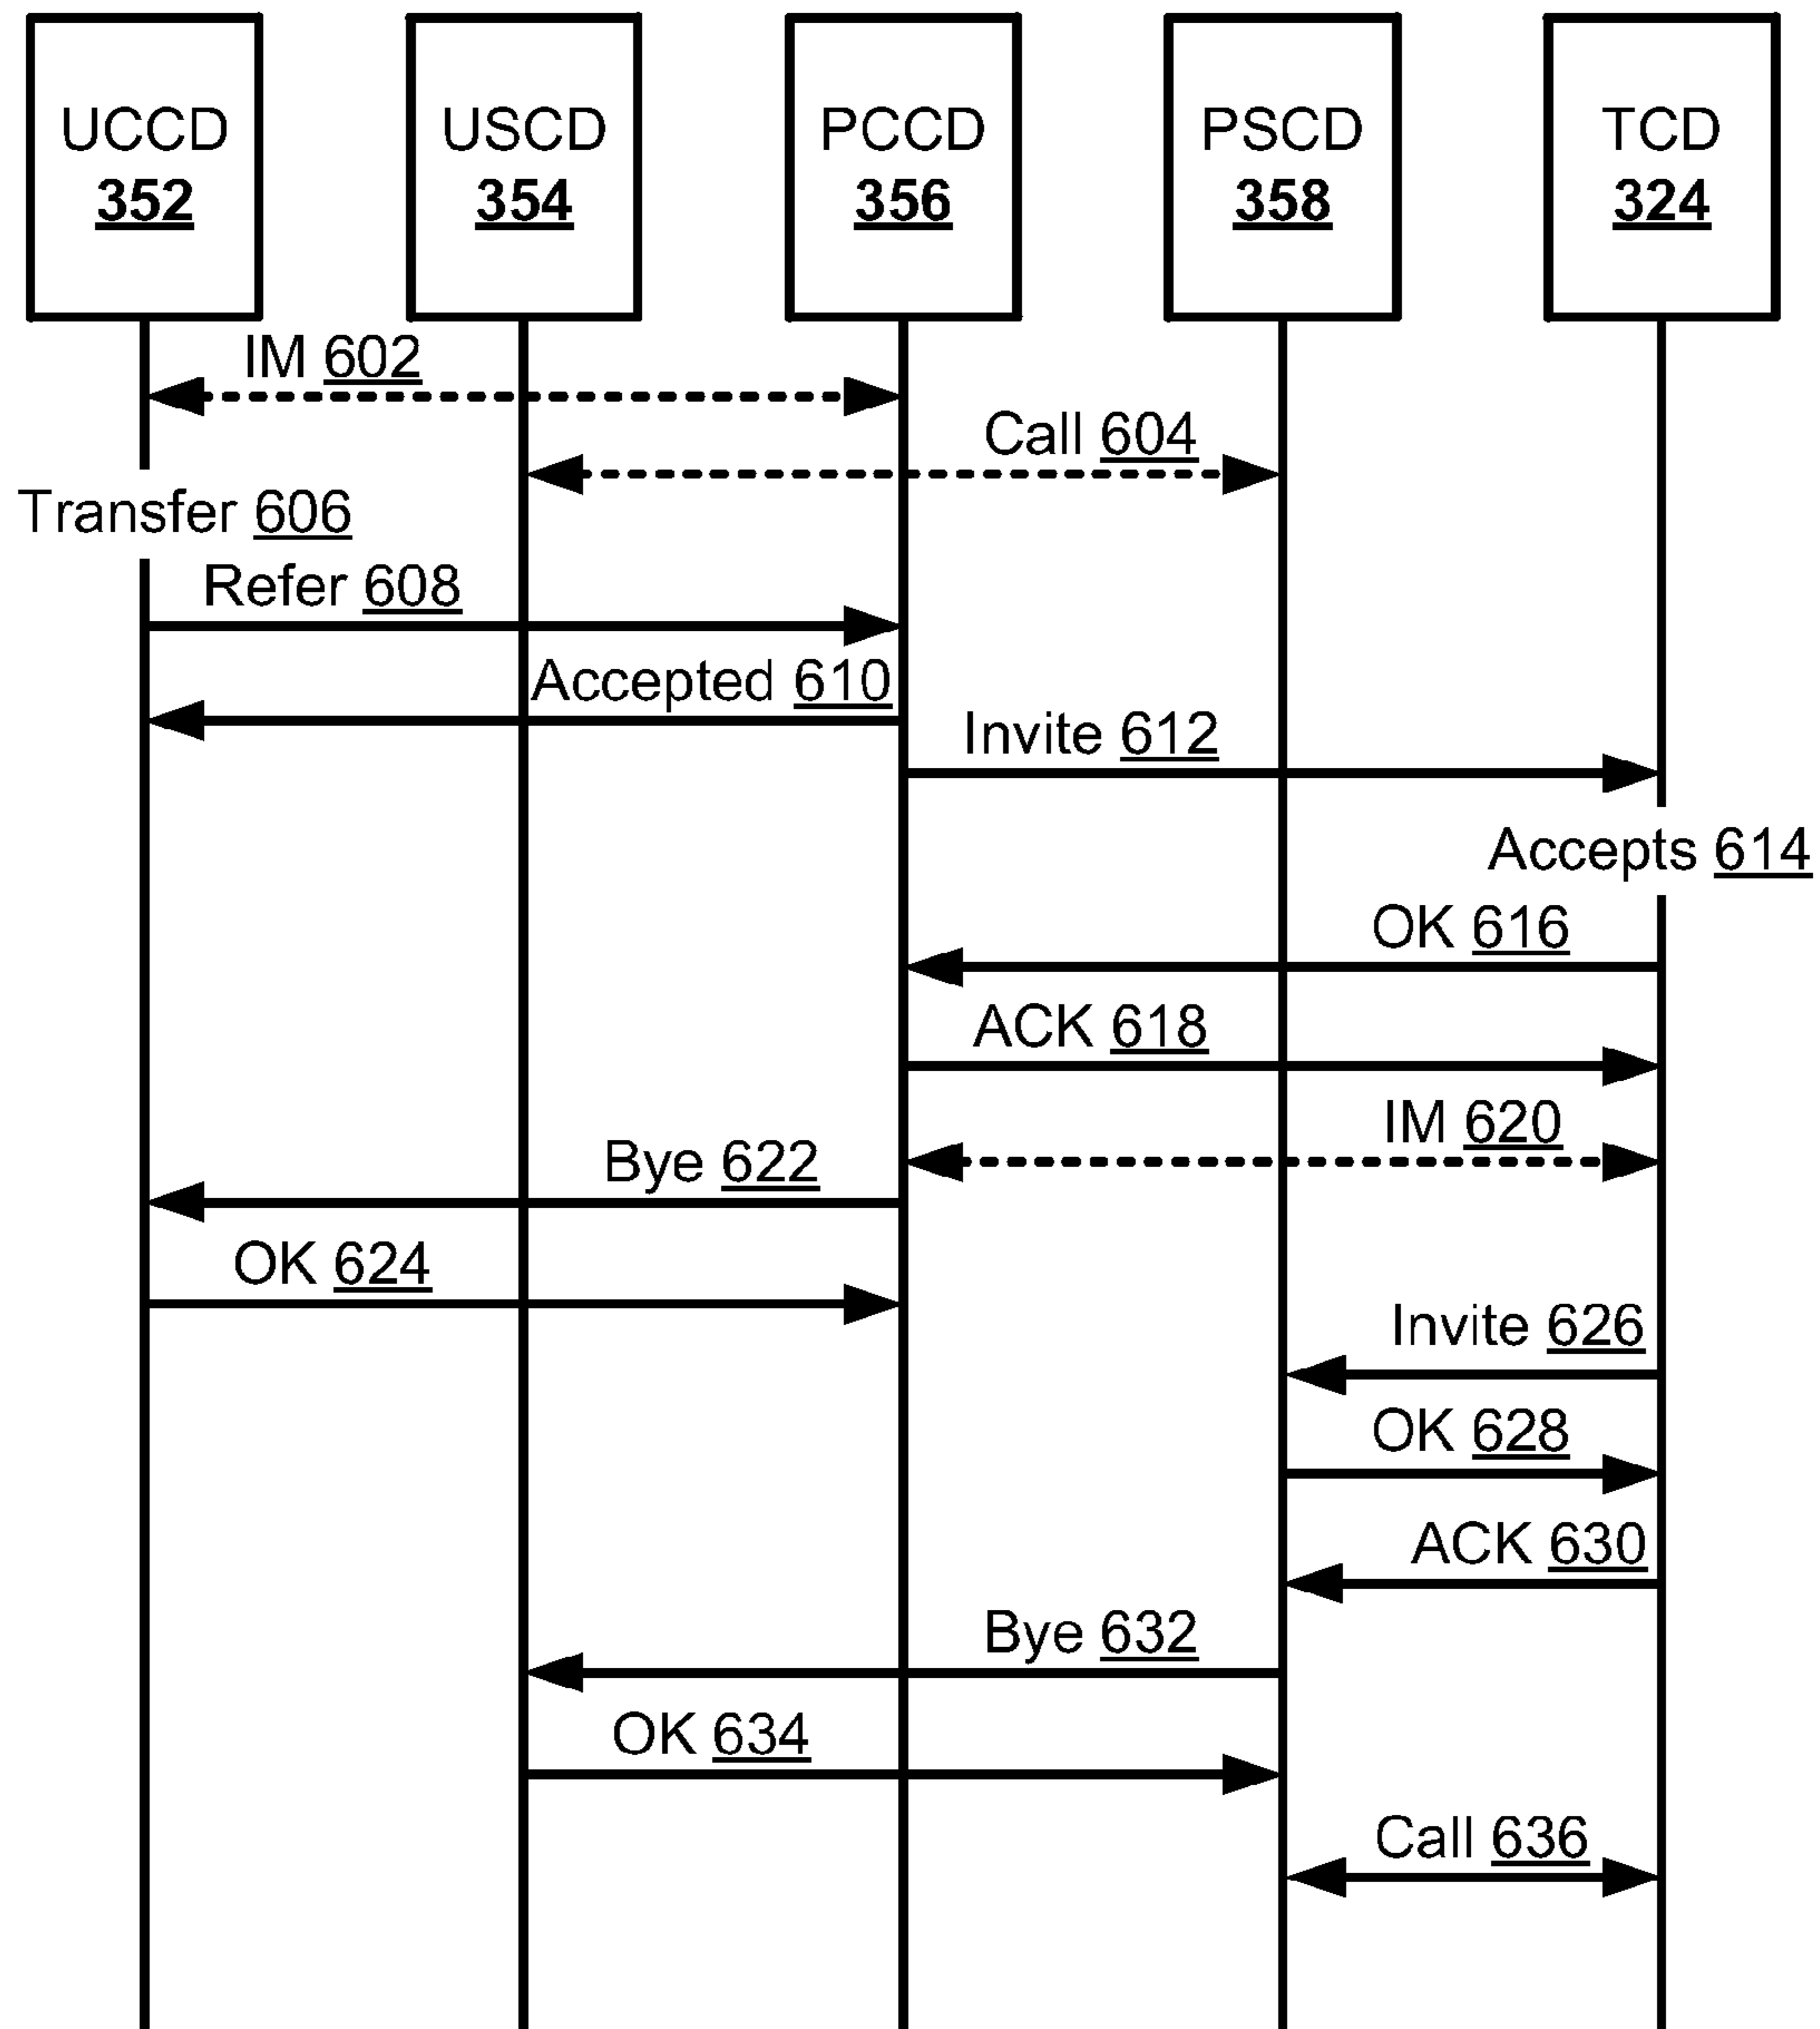 UCCD
352
USCD
354
PCCD
356
PSCD
358
TCD
324
IM 602
Call 604
Transfer 606
Refer 608
Accepted 610
Invite 612
Accepts 614
OK 616
ACK 618
IM 620
Bye 622
OK 624
Invite 626
OK 628
ACK 630
Bye 632
OK 634
Call 636